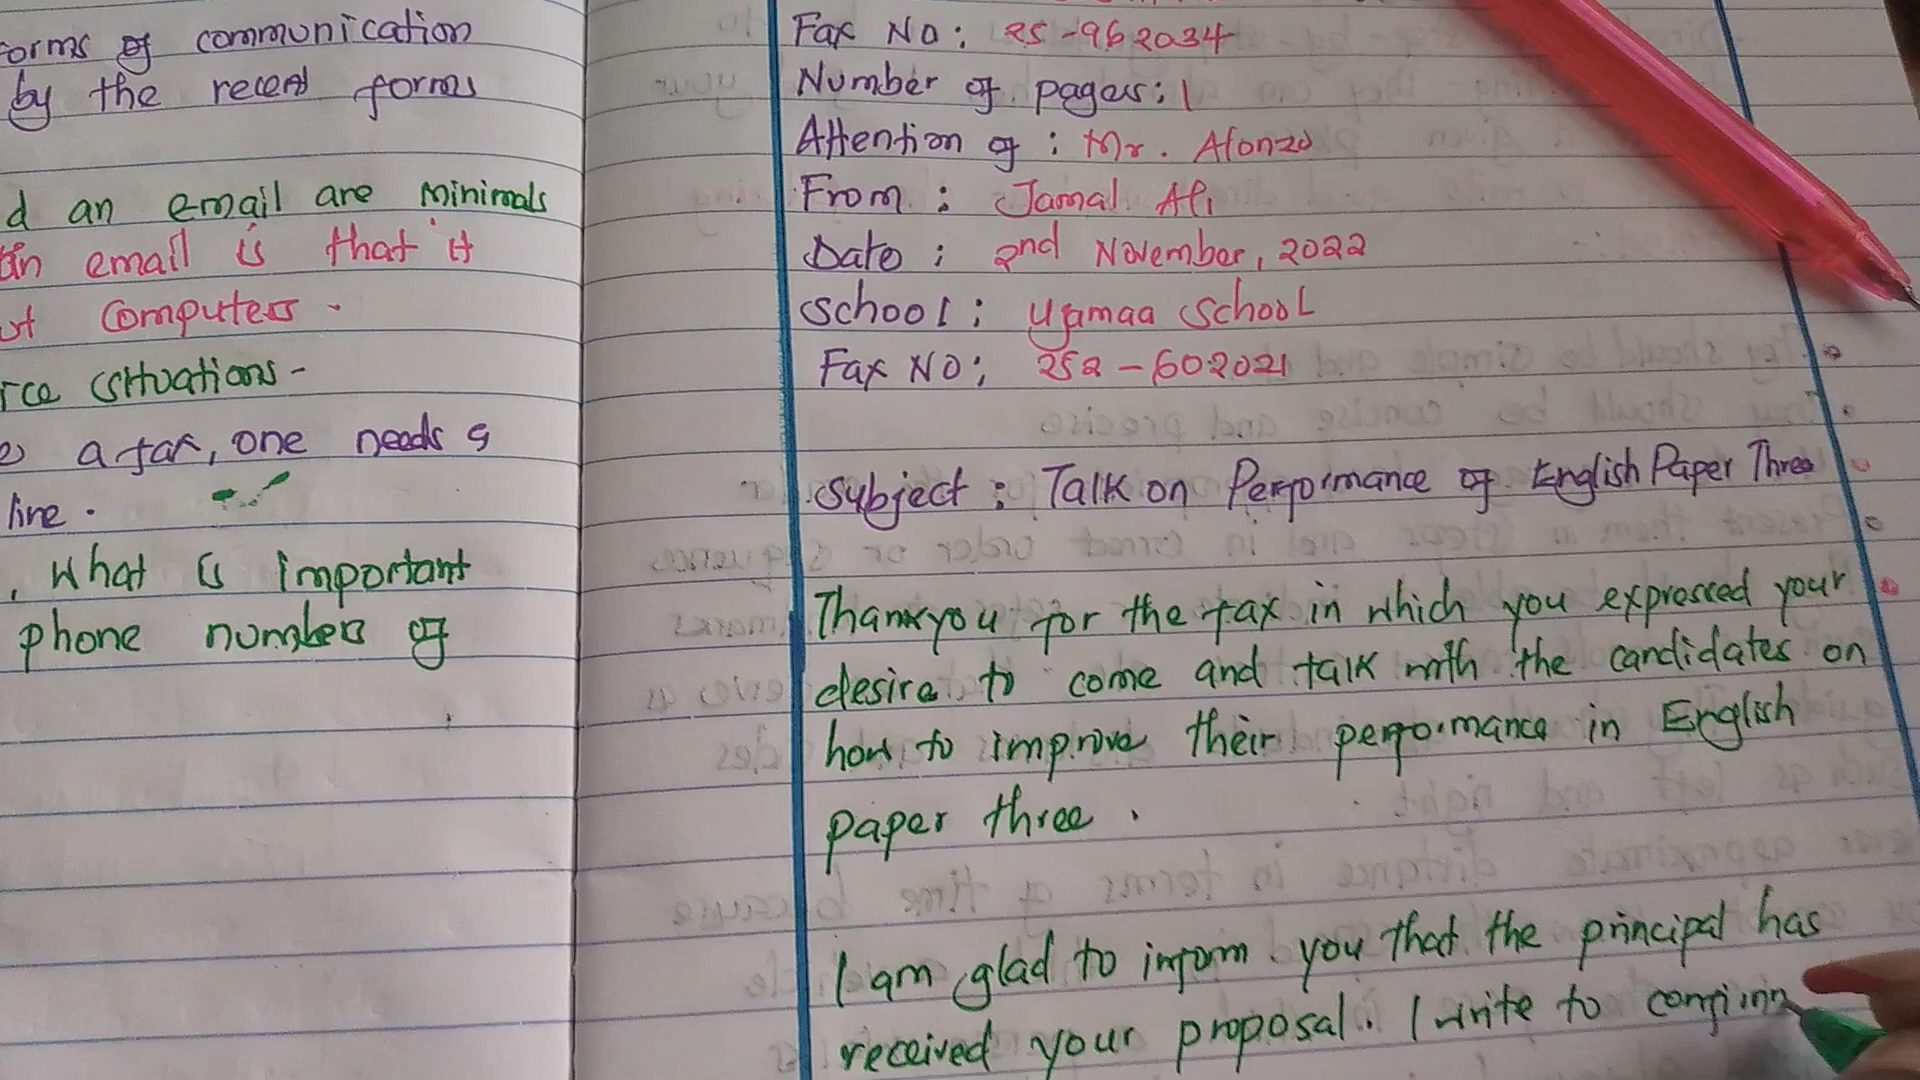 forms of communication
by the recent forms
d an email are minimals
an email is that it
of computers.
rce situations-
a fax, one needs a
line.
, What is important
phone numbers of
Fax No: 25-962034
Number of pages: 1
Attention of: Mr. Afonzo
From: Jamal Ali
Date: 2nd November, 2022
School: Ujamaa School
Fax No: 252-602021
Subject: Talk on Performance of English Paper Three
Thankyou for the fax in which you expressed your
desire to come and talk with the candidates on
how to improve their performance in English
paper three.
I am glad to inform you that the principal has
received your proposal. I write to confirm